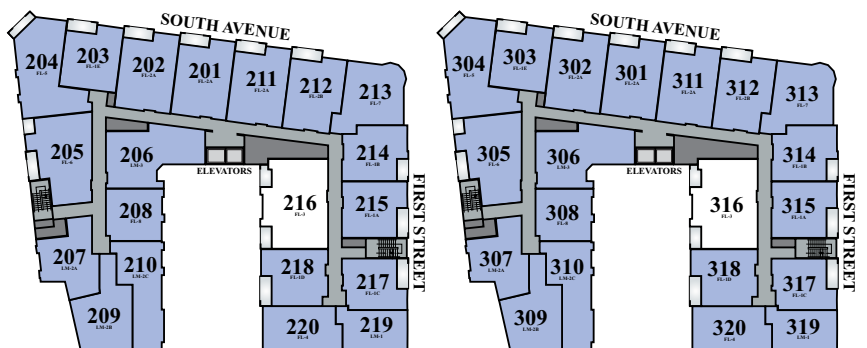 SOUTH AVENUE
204
FL-5
203
FL-1E
202
FL-2A
201
FL-2A
211
FL-2A
212
FL-2B
213
FL-7
205
FL-6
206
LM-3
214
FL-1B
ELEVATORS
208
FL-8
216
FL-3
215
FL-1A
FIRST STREET
207
LM-2A
210
LM-2C
218
FL-1D
217
FL-1C
209
LM-2B
220
FL-4
219
LM-1
SOUTH AVENUE
304
FL-5
303
FL-1E
302
FL-2A
301
FL-2A
311
FL-2A
312
FL-2B
313
FL-7
305
FL-6
306
LM-3
314
FL-1B
ELEVATORS
308
FL-8
316
FL-3
315
FL-1A
FIRST STREET
307
LM-2A
310
LM-2C
318
FL-1D
317
FL-1C
309
LM-2B
320
FL-4
319
LM-1